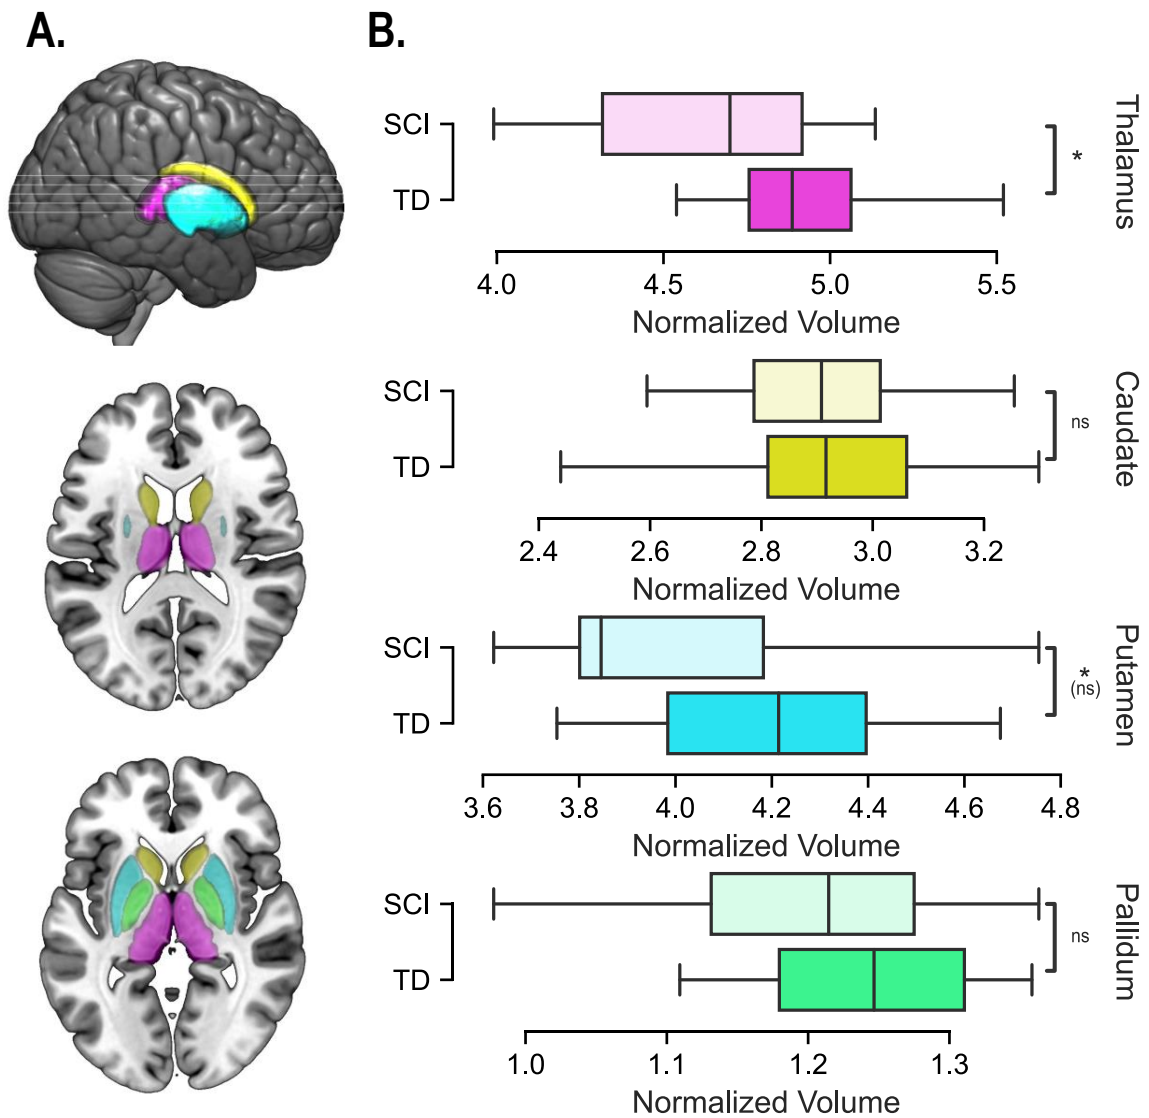 A.
B.
SCI
TD
*
Thalamus
4.0 4.5 5.0 5.5
Normalized Volume
SCI
TD
ns
Caudate
2.4 2.6 2.8 3.0 3.2
Normalized Volume
SCI
TD
*
(ns)
Putamen
3.6 3.8 4.0 4.2 4.4 4.6 4.8
Normalized Volume
SCI
TD
ns
Pallidum
1.0 1.1 1.2 1.3
Normalized Volume